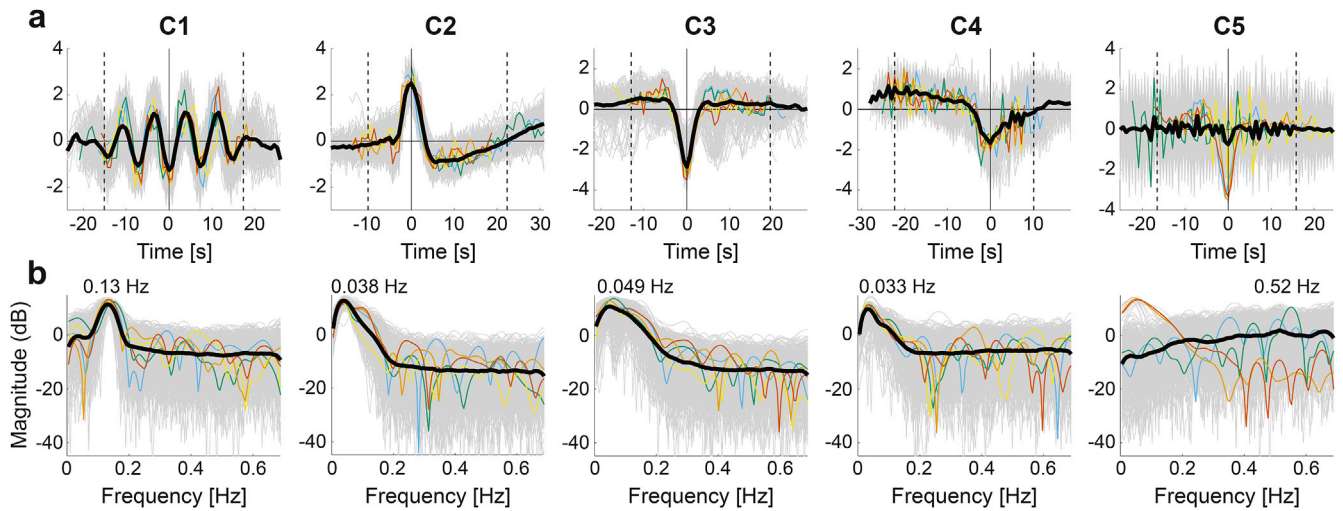 a C1 C2 C3 C4 C5
4 4 4 4 4
2 2 2 2 2
0 0 0 0 0
-2 -2 -2 -2 -2
-4 -4 -4
-20 -10 0 10 20 -10 0 10 20 30 -20 -10 0 10 20 -30 -20 -10 0 10 -20 -10 0 10 20
Time [s] Time [s] Time [s] Time [s] Time [s]
b 0.13 Hz 0.038 Hz 0.049 Hz 0.033 Hz 0.52 Hz
Magnitude (dB)
0 0 0 0 0
-20 -20 -20 -20 -20
-40 -40 -40 -40 -40
0 0.2 0.4 0.6 0 0.2 0.4 0.6 0 0.2 0.4 0.6 0 0.2 0.4 0.6 0 0.2 0.4 0.6
Frequency [Hz] Frequency [Hz] Frequency [Hz] Frequency [Hz] Frequency [Hz]